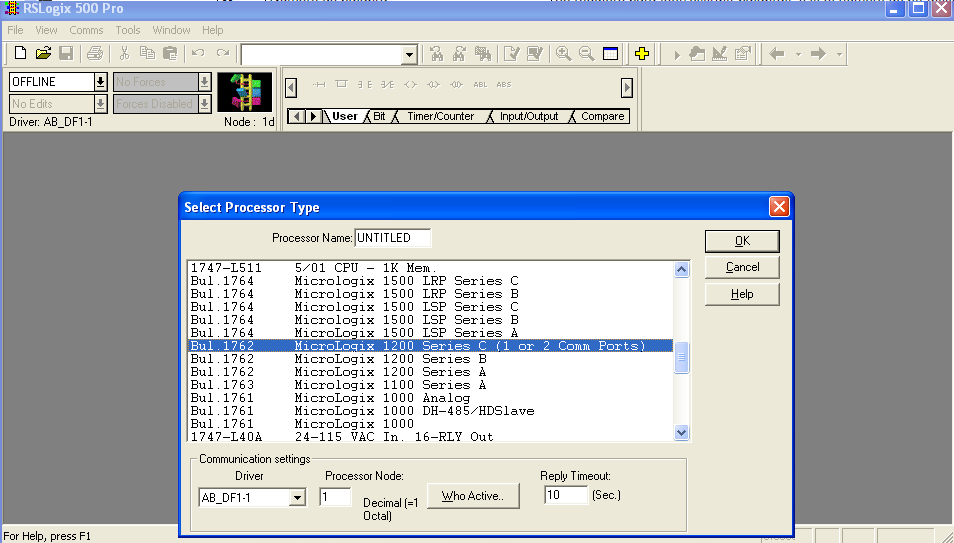 RSLogix 500 Pro
File View Comms Tools Window Help
OFFLINE No Forces
No Edits Forces Disabled
Driver: AB_DF1-1 Node : 1d
ABL ABS
User Bit Timer/Counter Input/Output Compare
Select Processor Type
Processor Name: UNTITLED
OK
Cancel
Help
1747-L511 5/01 CPU - 1K Mem.
Bul.1764 Micrologix 1500 LRP Series C
Bul.1764 Micrologix 1500 LRP Series B
Bul.1764 Micrologix 1500 LSP Series C
Bul.1764 Micrologix 1500 LSP Series B
Bul.1764 Micrologix 1500 LSP Series A
Bul.1762 MicroLogix 1200 Series C (1 or 2 Comm Ports)
Bul.1762 MicroLogix 1200 Series B
Bul.1762 MicroLogix 1200 Series A
Bul.1763 MicroLogix 1100 Series A
Bul.1761 MicroLogix 1000 Analog
Bul.1761 MicroLogix 1000 DH-485/HDSlave
Bul.1761 MicroLogix 1000
1747-L40A 24-115 VAC In. 16-RLY Out
Communication settings
Driver Processor Node: Reply Timeout:
AB_DF1-1 1 Decimal (=1 Octal) Who Active.. 10 (Sec.)
For Help, press F1